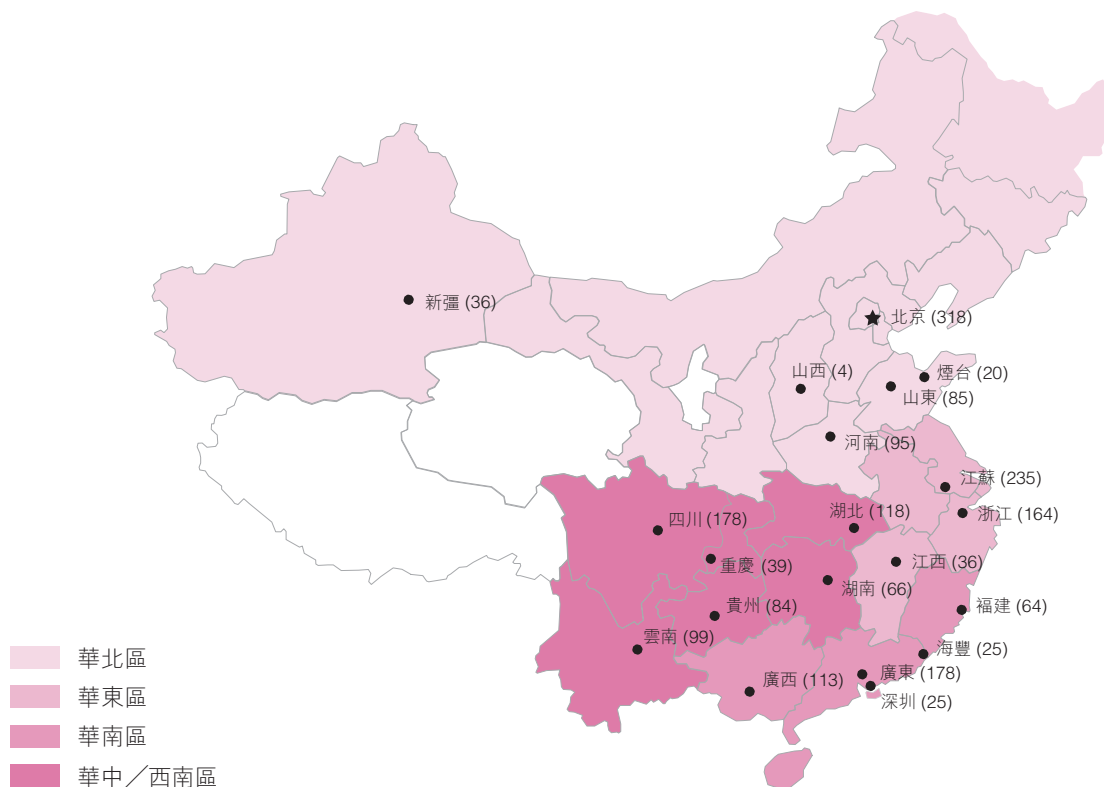 新疆 (36)
北京 (318)
山西 (4)
煙台 (20)
山東 (85)
河南 (95)
江蘇 (235)
四川 (178)
湖北 (118)
浙江 (164)
重慶 (39)
江西 (36)
湖南 (66)
貴州 (84)
福建 (64)
雲南 (99)
海豐 (25)
廣西 (113)
廣東 (178)
深圳 (25)
華北區
華東區
華南區
華中／西南區